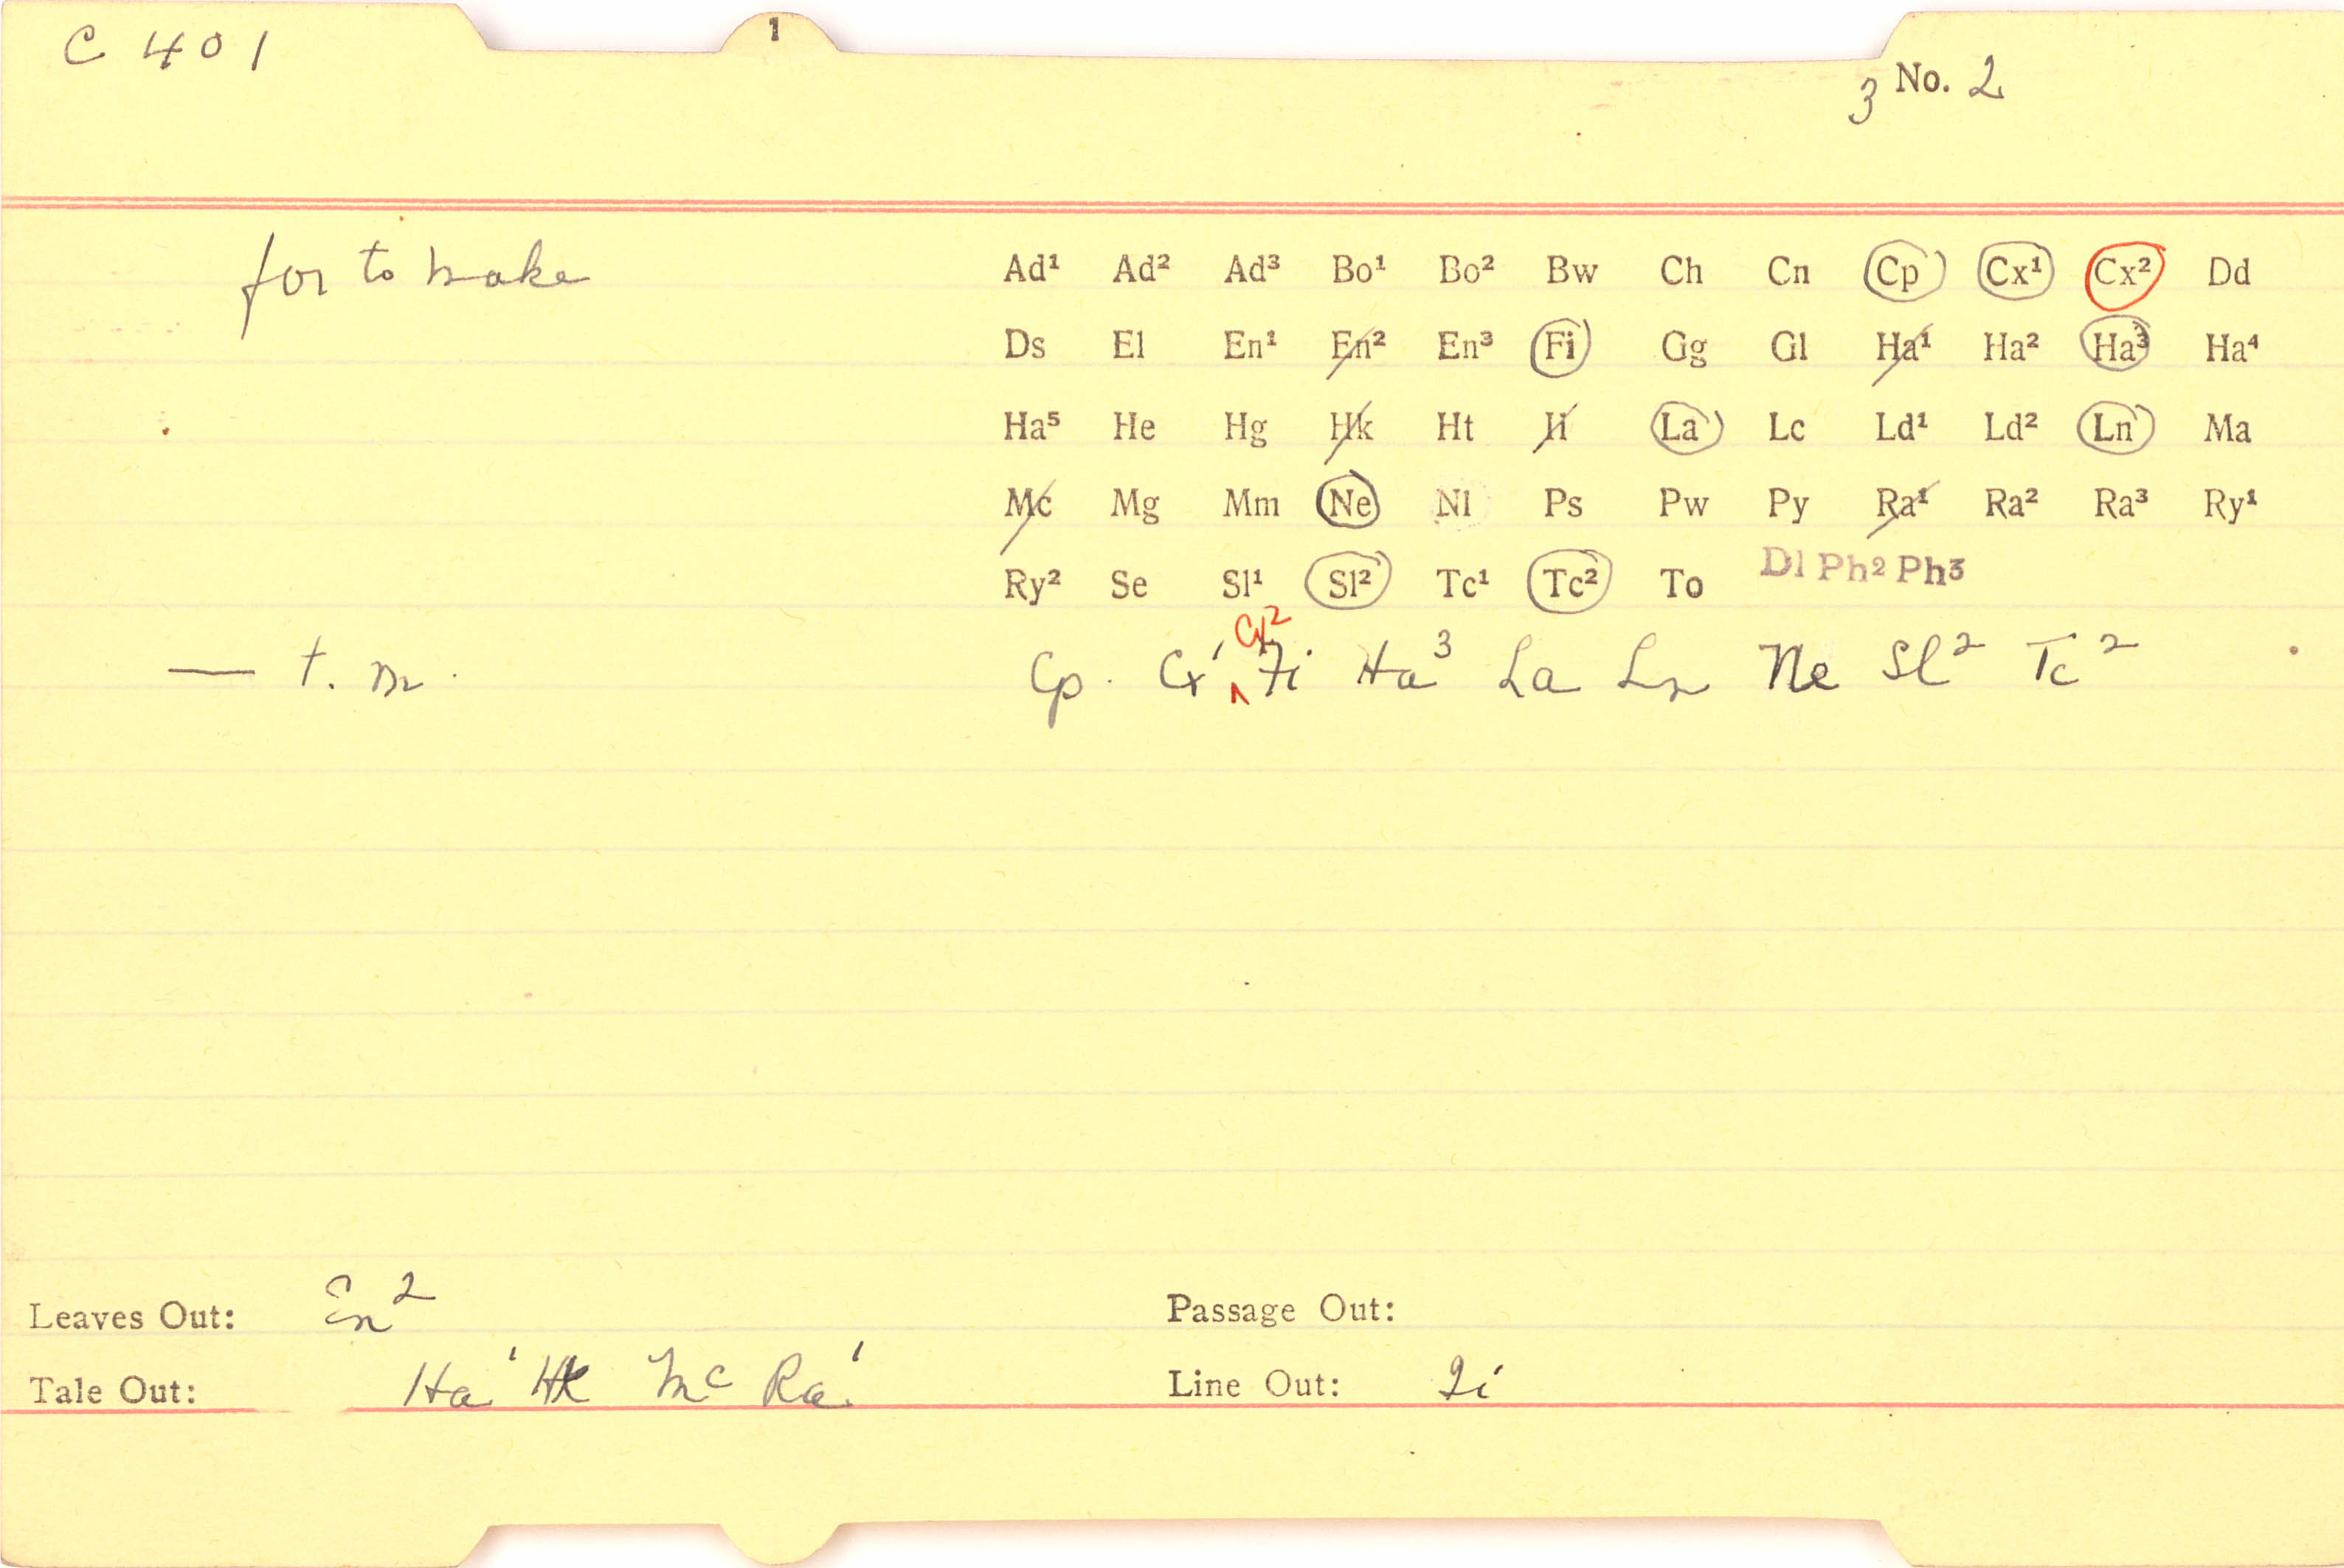 C 401
1
3 No. 2
for to make
Ad¹ Ad² Ad³ Bo¹ Bo² Bw Ch Cn Cp Cx¹ Cx² Dd
Ds El En¹ En² En³ Fi Gg Gl Ha¹ Ha² Ha³ Ha⁴
Ha⁵ He Hg Hk Ht Ii La Lc Ld¹ Ld² Ln Ma
Mc Mg Mm Ne Nl Ps Pw Py Ra¹ Ra² Ra³ Ry¹
Ry² Se Sl¹ Sl² Tc¹ Tc² To Dl Ph² Ph³
Cx²
— t. m. Cp. Cx¹ ^ Fi Ha³ La Ln Ne Sl² Tc²
Leaves Out: En²
Passage Out:
Tale Out: Ha¹ Hk Mc Ra¹
Line Out: Ii